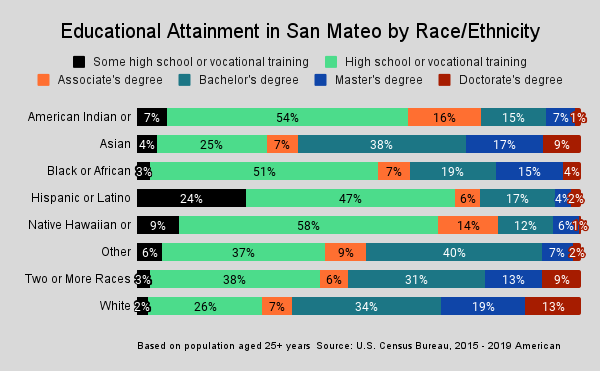 Educational Attainment in San Mateo by Race/Ethnicity
Some high school or vocational training High school or vocational training
Associate's degree Bachelor's degree Master's degree Doctorate's degree
American Indian or 7% 54% 16% 15% 7% 1%
Asian 4% 25% 7% 38% 17% 9%
Black or African 3% 51% 7% 19% 15% 4%
Hispanic or Latino 24% 47% 6% 17% 4% 2%
Native Hawaiian or 9% 58% 14% 12% 6% 1%
Other 6% 37% 9% 40% 7% 2%
Two or More Races 3% 38% 6% 31% 13% 9%
White 2% 26% 7% 34% 19% 13%
Based on population aged 25+ years Source: U.S. Census Bureau, 2015 - 2019 American